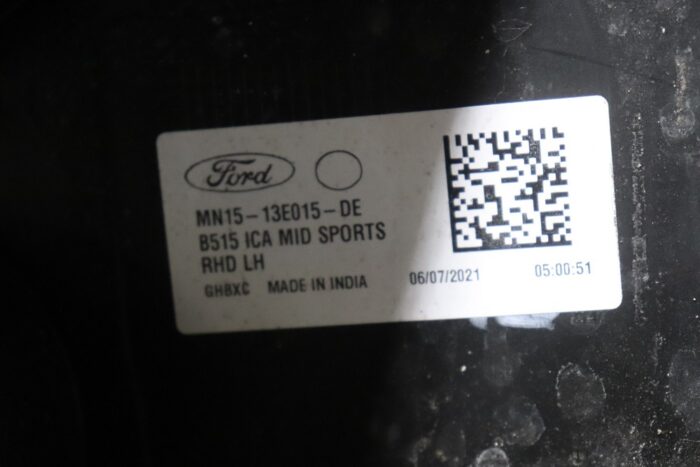 Ford
MN15-13E015-DE
B515 ICA MID SPORTS
RHD LH
GHBXC MADE IN INDIA
06/07/2021 05:00:51